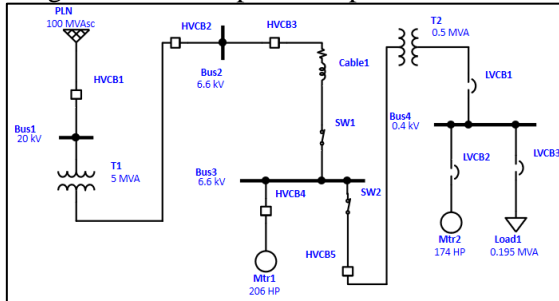 PLN
100 MVAsc
HVCB1
Bus1
20 kV
T1
5 MVA
HVCB2
Bus2
6.6 kV
HVCB3
Cable1
SW1
Bus3
6.6 kV
HVCB4
Mtr1
206 HP
SW2
HVCB5
T2
0.5 MVA
LVCB1
Bus4
0.4 kV
LVCB2
LVCB3
Mtr2
174 HP
Load1
0.195 MVA